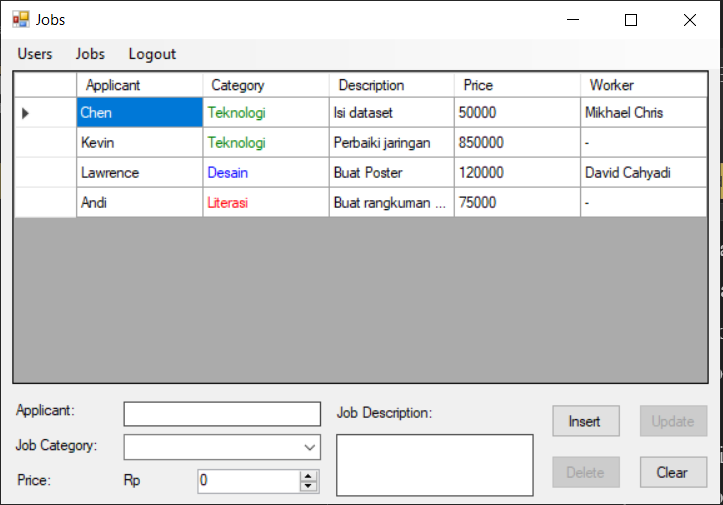 Jobs
Users Jobs Logout
Applicant Category Description Price Worker
Chen Teknologi Isi dataset 50000 Mikhael Chris
Kevin Teknologi Perbaiki jaringan 850000 -
Lawrence Desain Buat Poster 120000 David Cahyadi
Andi Literasi Buat rangkuman ... 75000 -
Applicant: Job Description: Insert Update
Job Category:
Price: Rp 0 Delete Clear